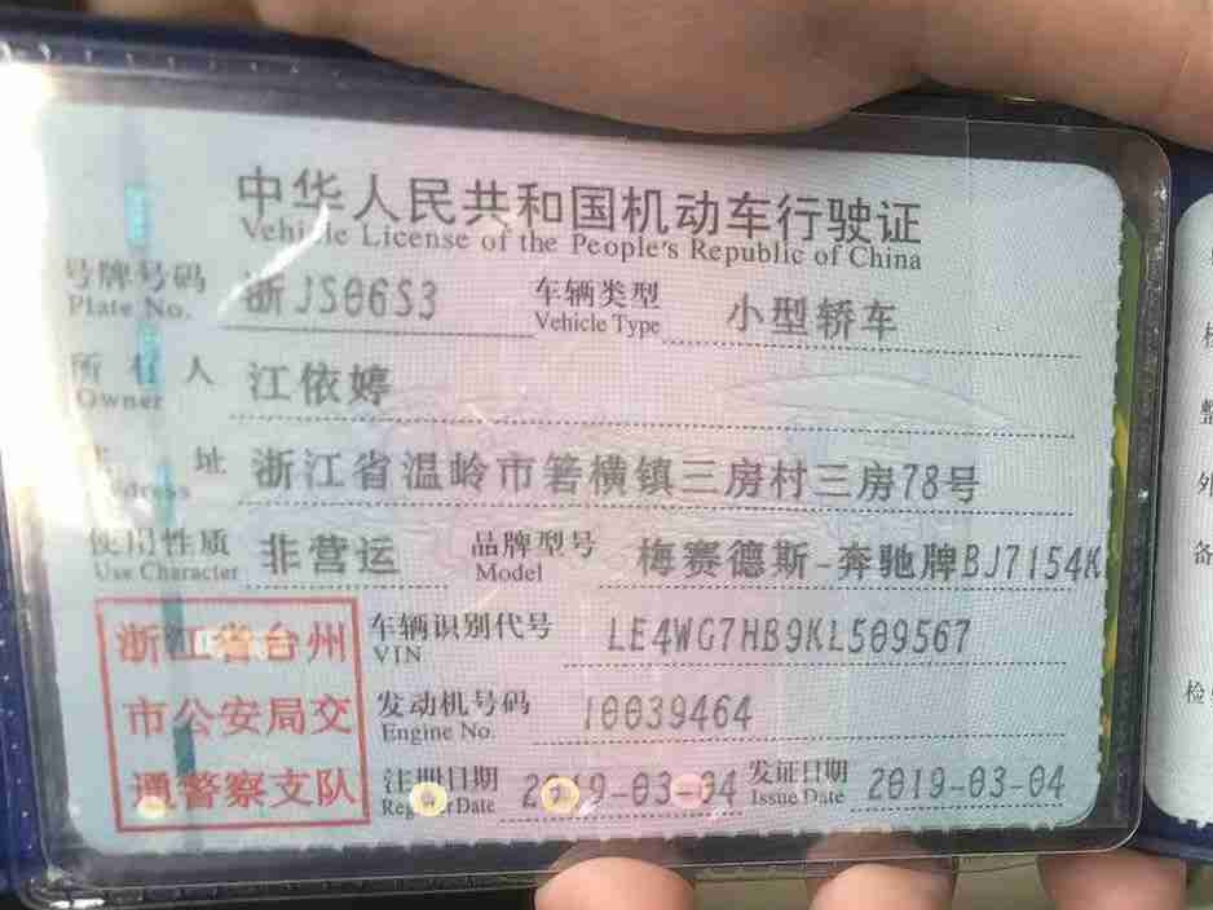 中华人民共和国机动车行驶证
Vehicle License of the People's Republic of China
号牌号码 浙JS06S3 车辆类型 小型轿车
Plate No. Vehicle Type
所有人 江依婷
Owner
址 浙江省温岭市箬横镇三房村三房78号
使用性质 非营运 品牌型号 梅赛德斯-奔驰牌BJ7154K
Use Character Model
浙江省台州 车辆识别代号 LE4WG7HB9KL509567
VIN
市公安局交 发动机号码 10039464
Engine No.
通警察支队 注册日期 2019-03-04 发证日期 2019-03-04
Register Date Issue Date